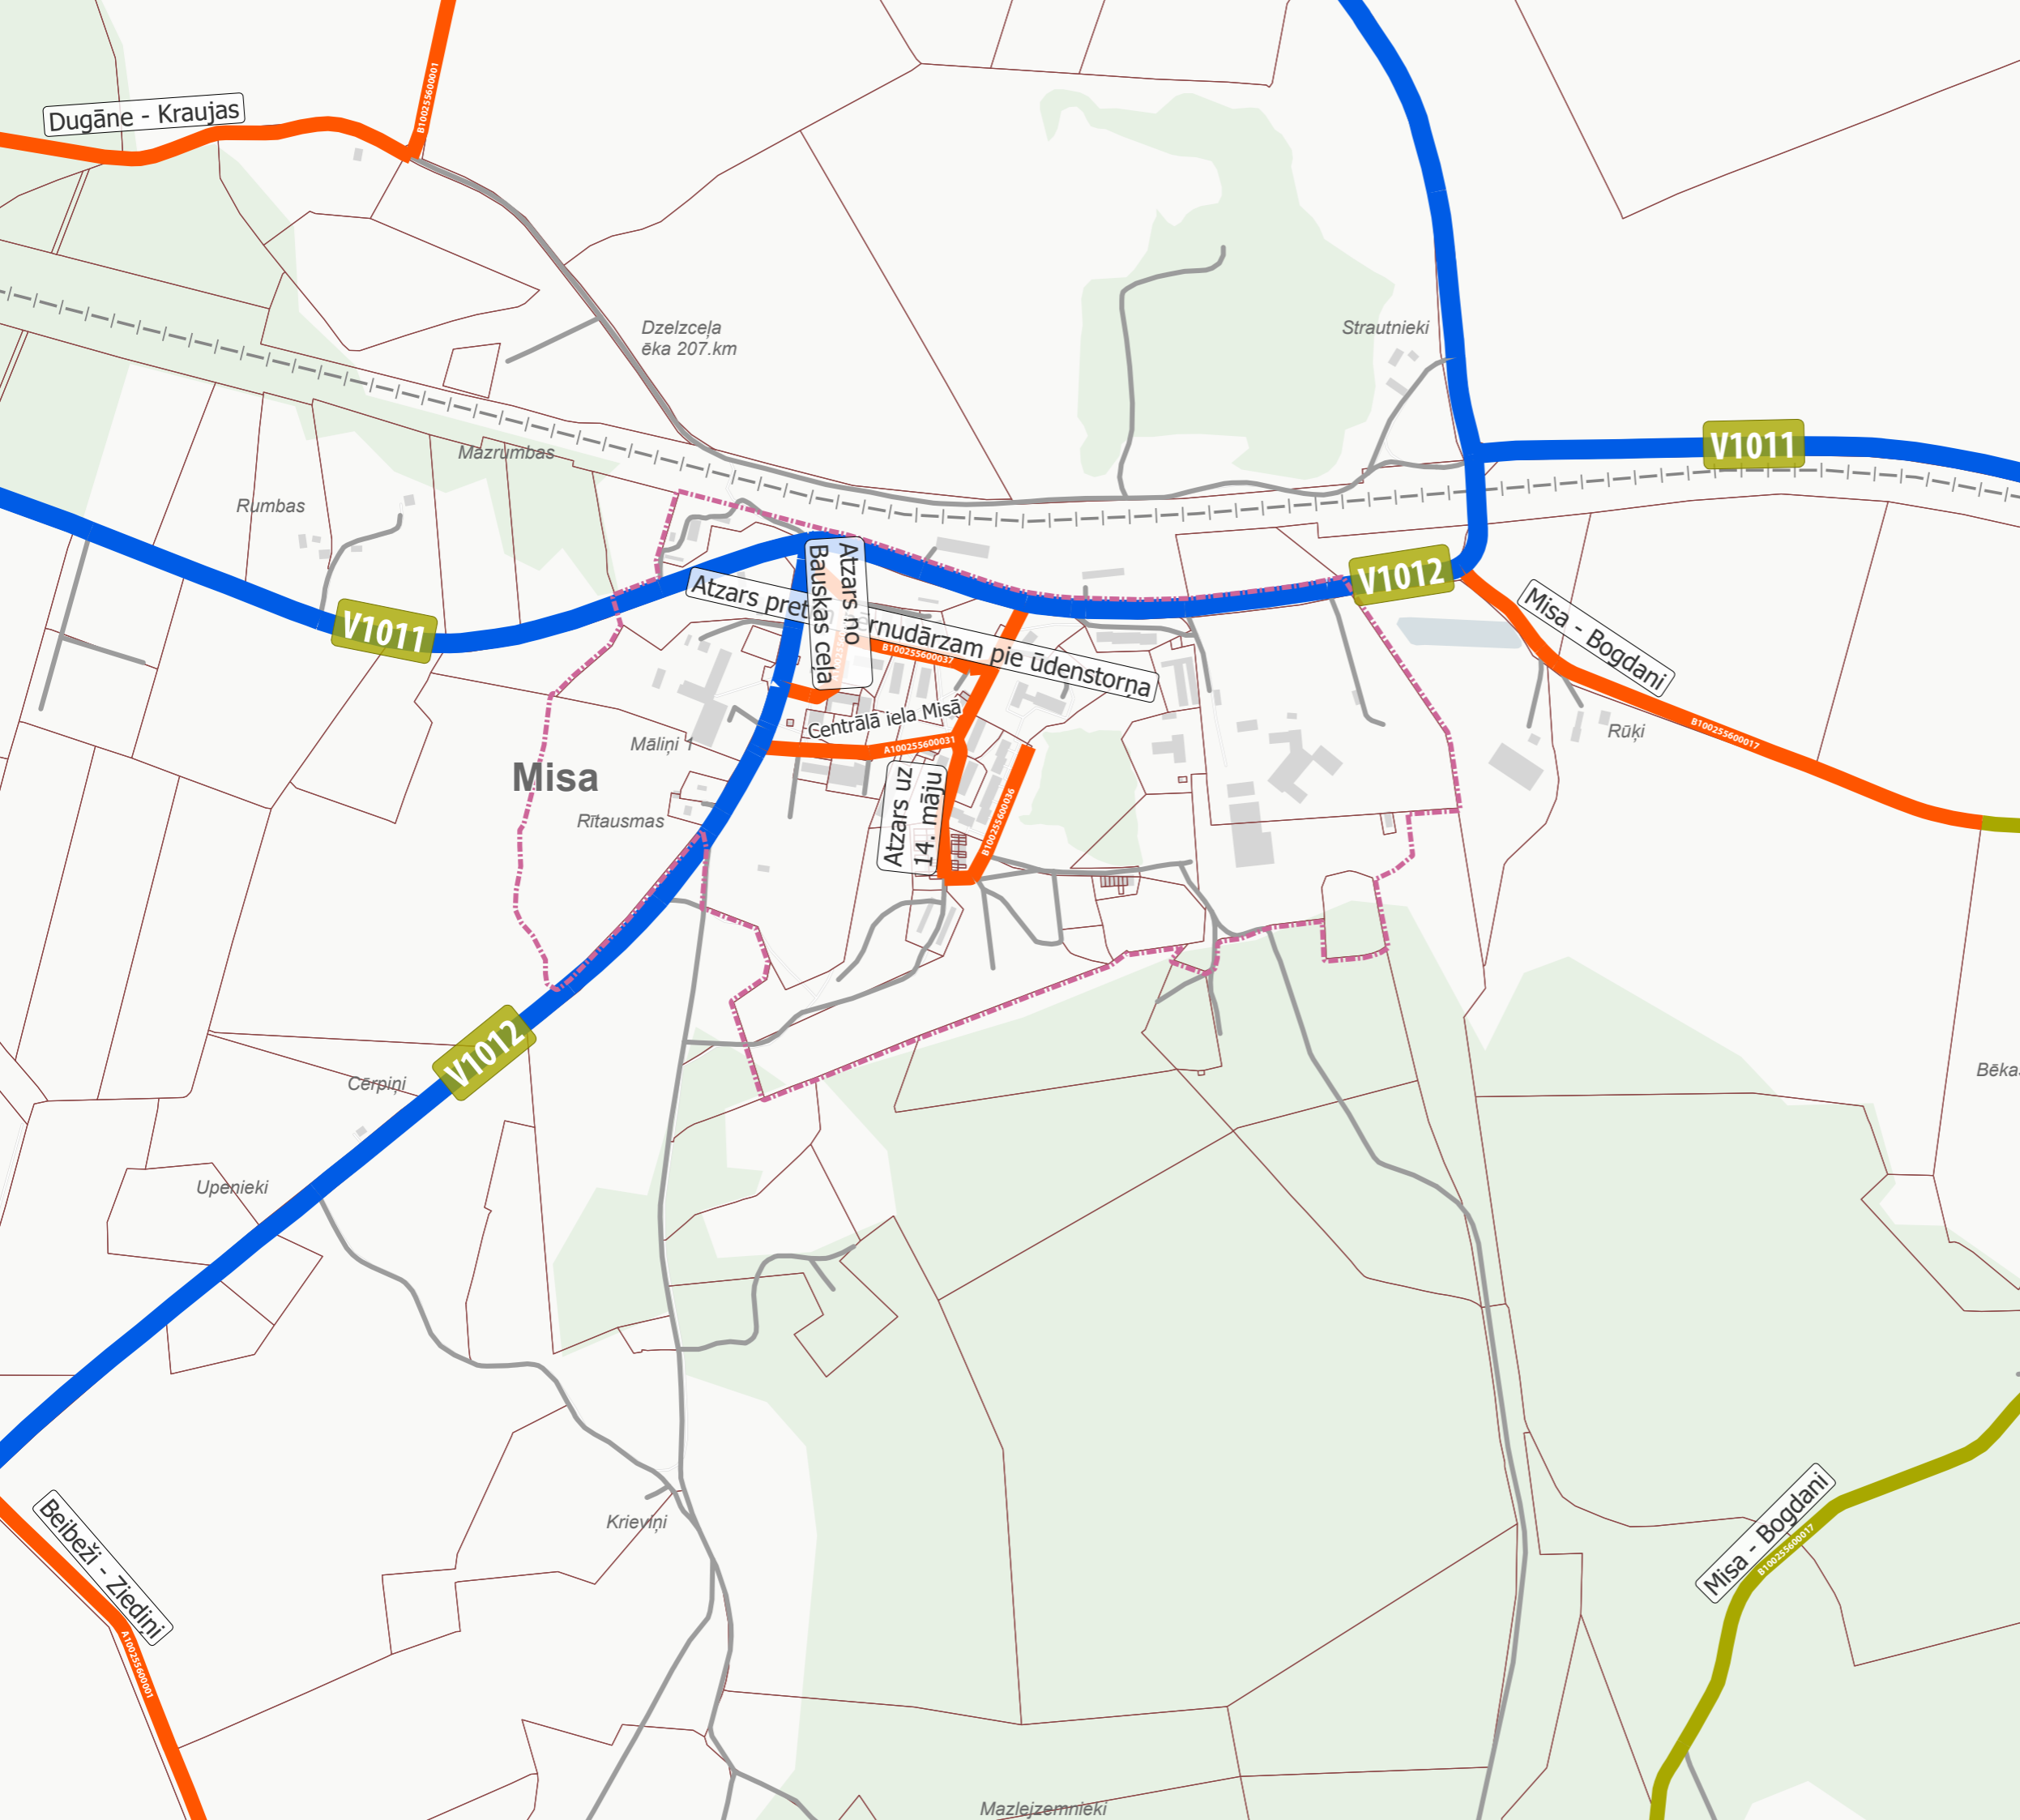 B100255600001
Dugāne - Kraujas
Dzelzceļa
ēka 207.km
Strautnieki
V1011
Mazrumbas
Rumbas
V1012
Atzars no
Bauskas ceļa
V1011
Misa - Bogdani
B100255600037
Centrālā iela Misā
Māliņi 1
A100255600031
Rūķi
B100255600017
Misa
Rītausmas
Atzars uz
14. māju
B100255600036
V1012
Cērpiņi
Bēkas
Upenieki
Krieviņi
Beibeži - Ziediņi
A100255600001
Misa - Bogdani
B100255600017
Mazlejzemnieki
Atzars pret
pie ūdenstorņa